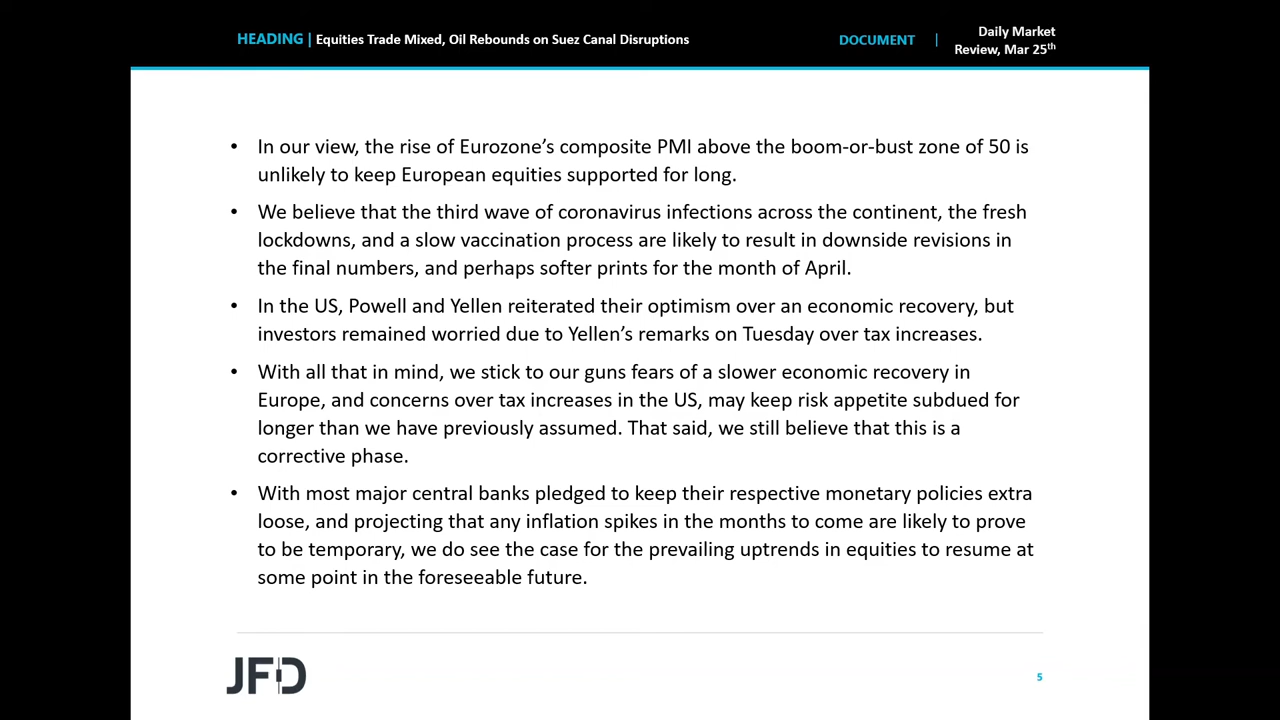 HEADING | Equities Trade Mixed, Oil Rebounds on Suez Canal Disruptions
DOCUMENT |
Daily Market
Review, Mar 25th
• In our view, the rise of Eurozone’s composite PMI above the boom-or-bust zone of 50 is
unlikely to keep European equities supported for long.
• We believe that the third wave of coronavirus infections across the continent, the fresh
lockdowns, and a slow vaccination process are likely to result in downside revisions in
the final numbers, and perhaps softer prints for the month of April.
• In the US, Powell and Yellen reiterated their optimism over an economic recovery, but
investors remained worried due to Yellen’s remarks on Tuesday over tax increases.
• With all that in mind, we stick to our guns fears of a slower economic recovery in
Europe, and concerns over tax increases in the US, may keep risk appetite subdued for
longer than we have previously assumed. That said, we still believe that this is a
corrective phase.
• With most major central banks pledged to keep their respective monetary policies extra
loose, and projecting that any inflation spikes in the months to come are likely to prove
to be temporary, we do see the case for the prevailing uptrends in equities to resume at
some point in the foreseeable future.
JFD
5